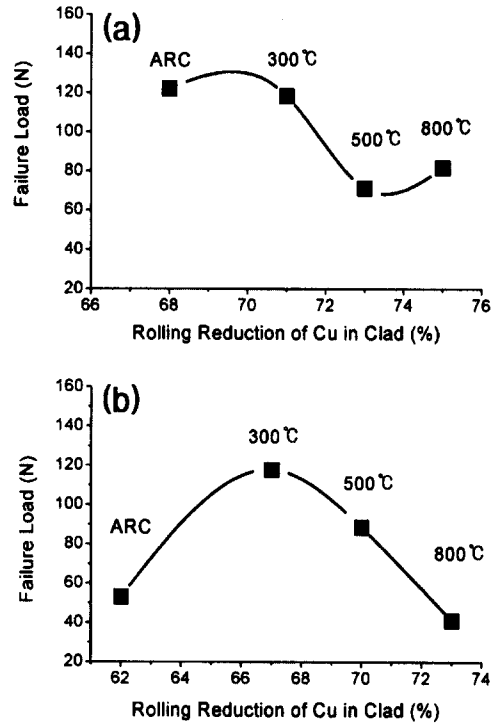 (a)
160
140
120
100
80
60
40
20
Failure Load (N)
ARC
300℃
500℃
800℃
66 68 70 72 74 76
Rolling Reduction of Cu in Clad (%)
(b)
160
140
120
100
80
60
40
20
Failure Load (N)
ARC
300℃
500℃
800℃
62 64 66 68 70 72 74
Rolling Reduction of Cu in Clad (%)